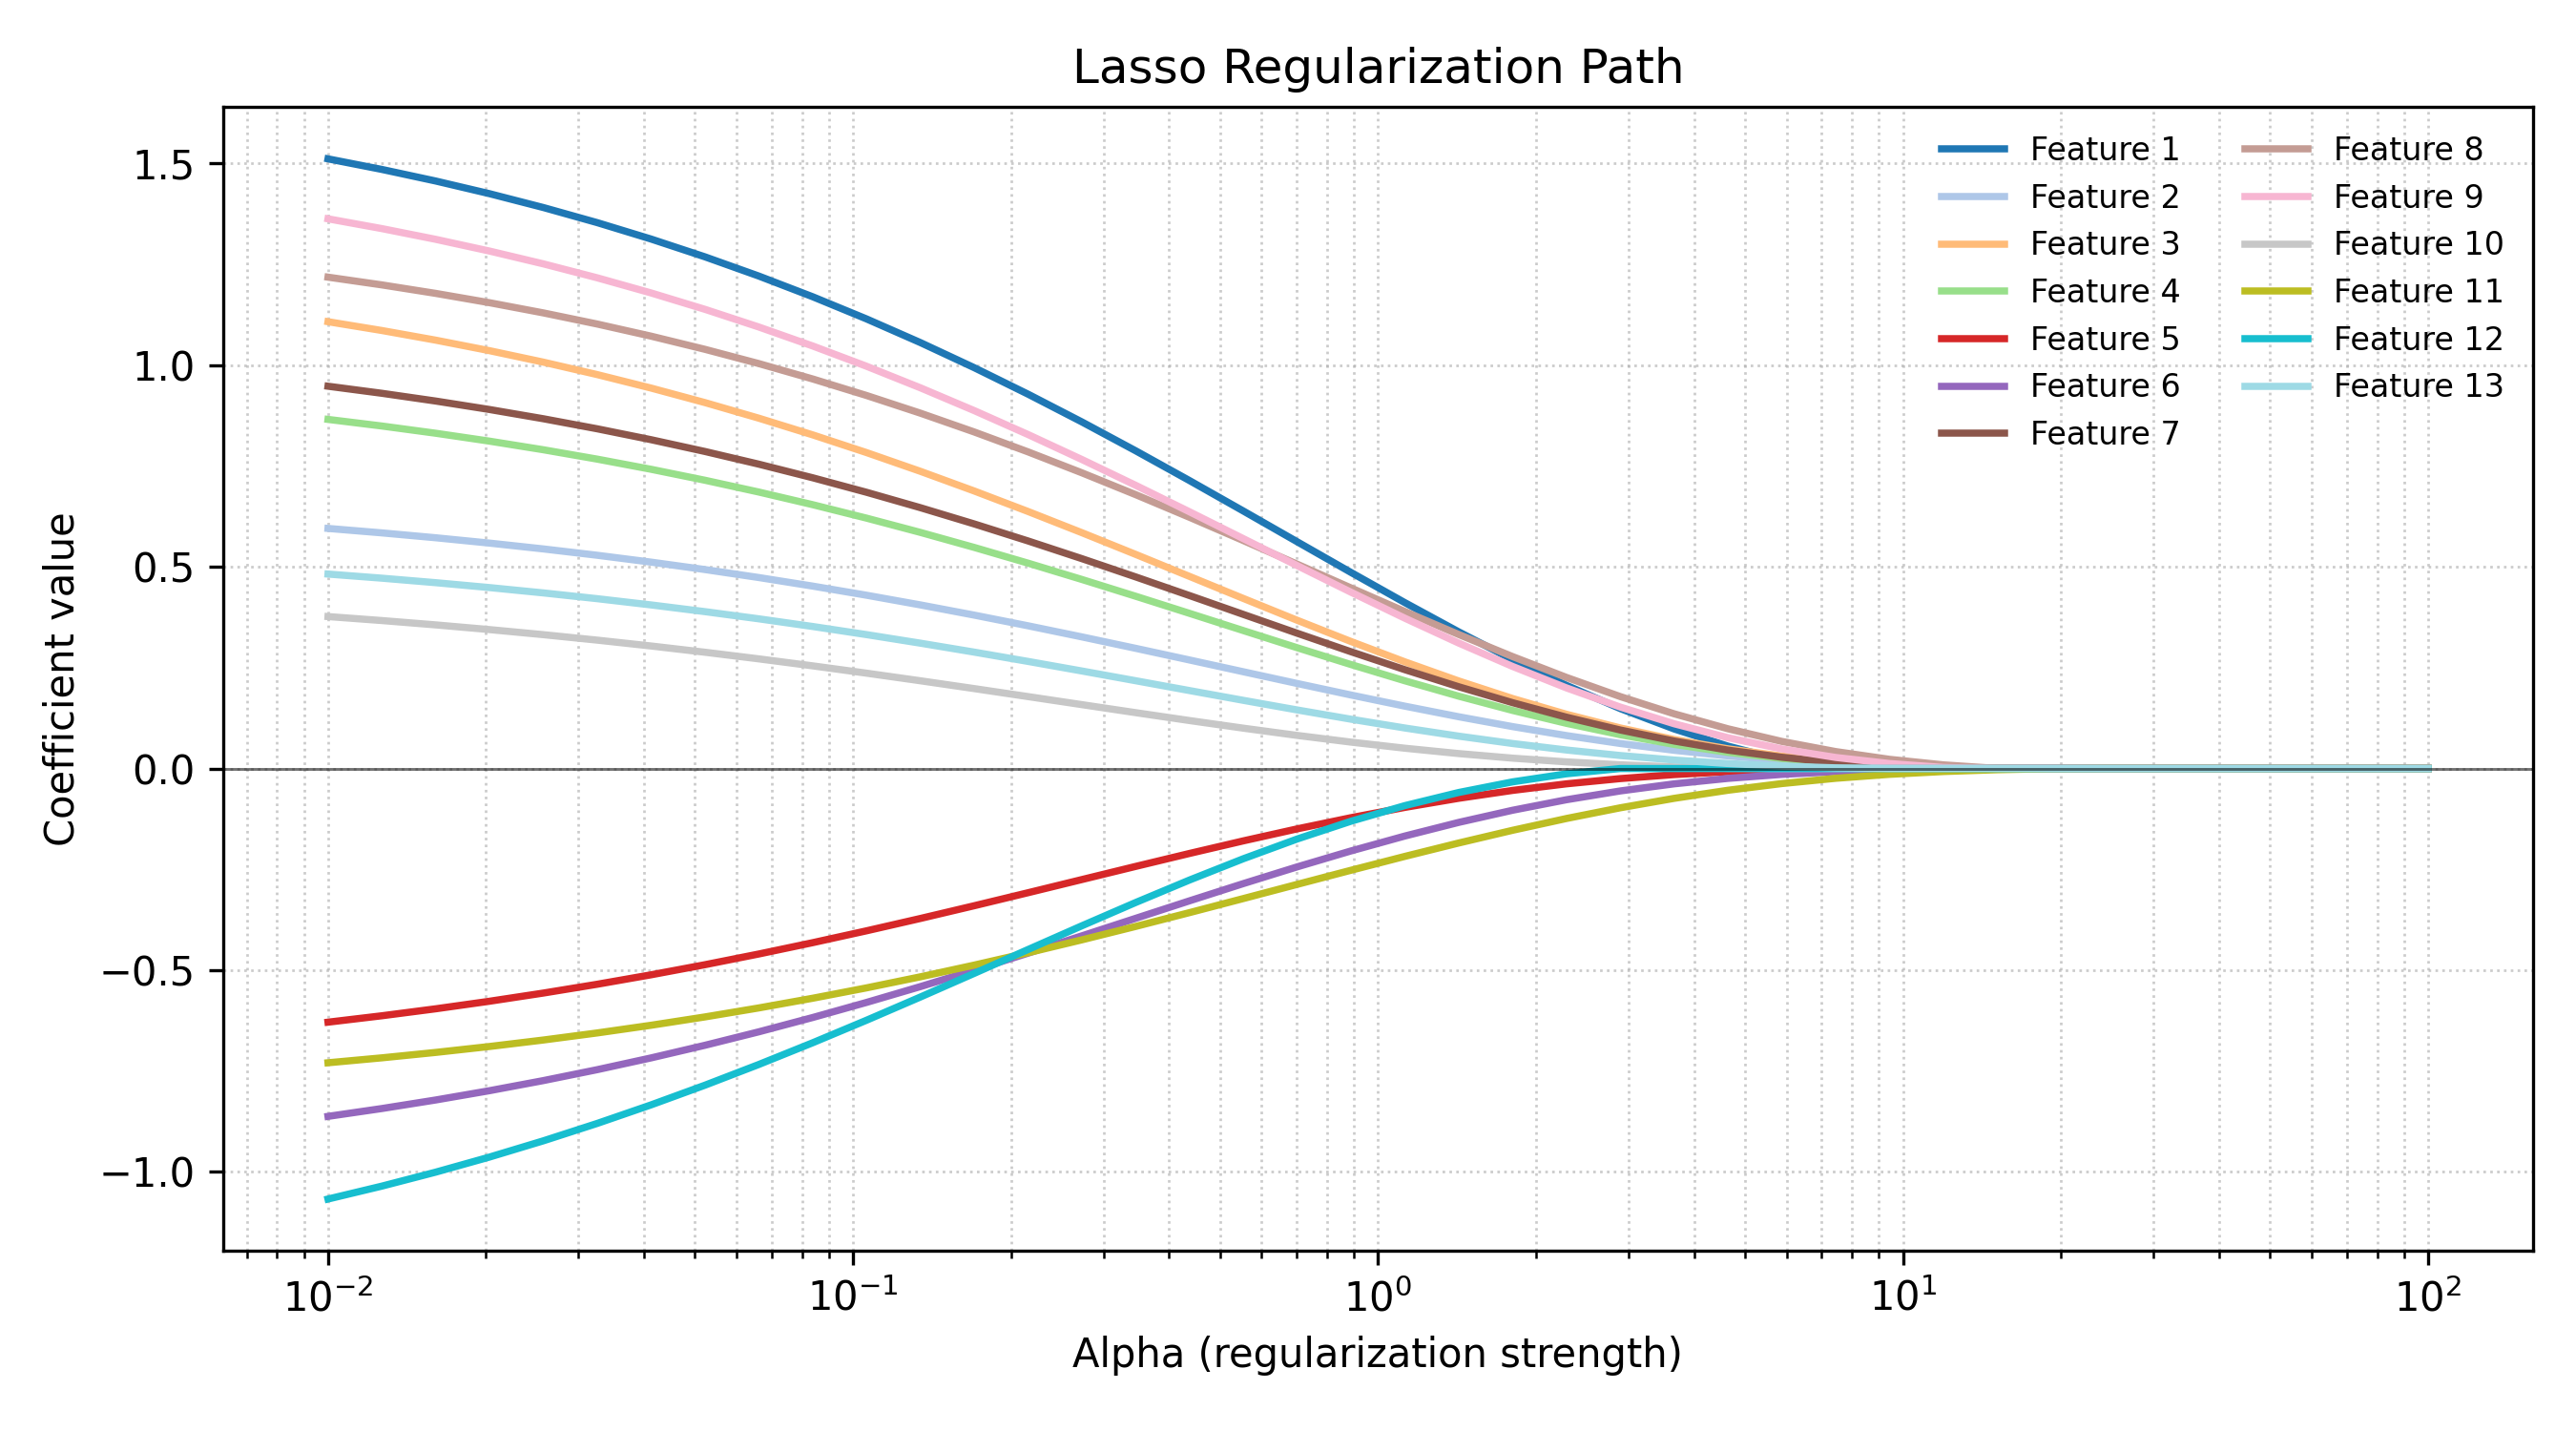 Lasso Regularization Path
Coefficient value
1.5
1.0
0.5
0.0
−0.5
−1.0
Feature 1
Feature 2
Feature 3
Feature 4
Feature 5
Feature 6
Feature 7
Feature 8
Feature 9
Feature 10
Feature 11
Feature 12
Feature 13
10⁻² 10⁻¹ 10⁰ 10¹ 10²
Alpha (regularization strength)